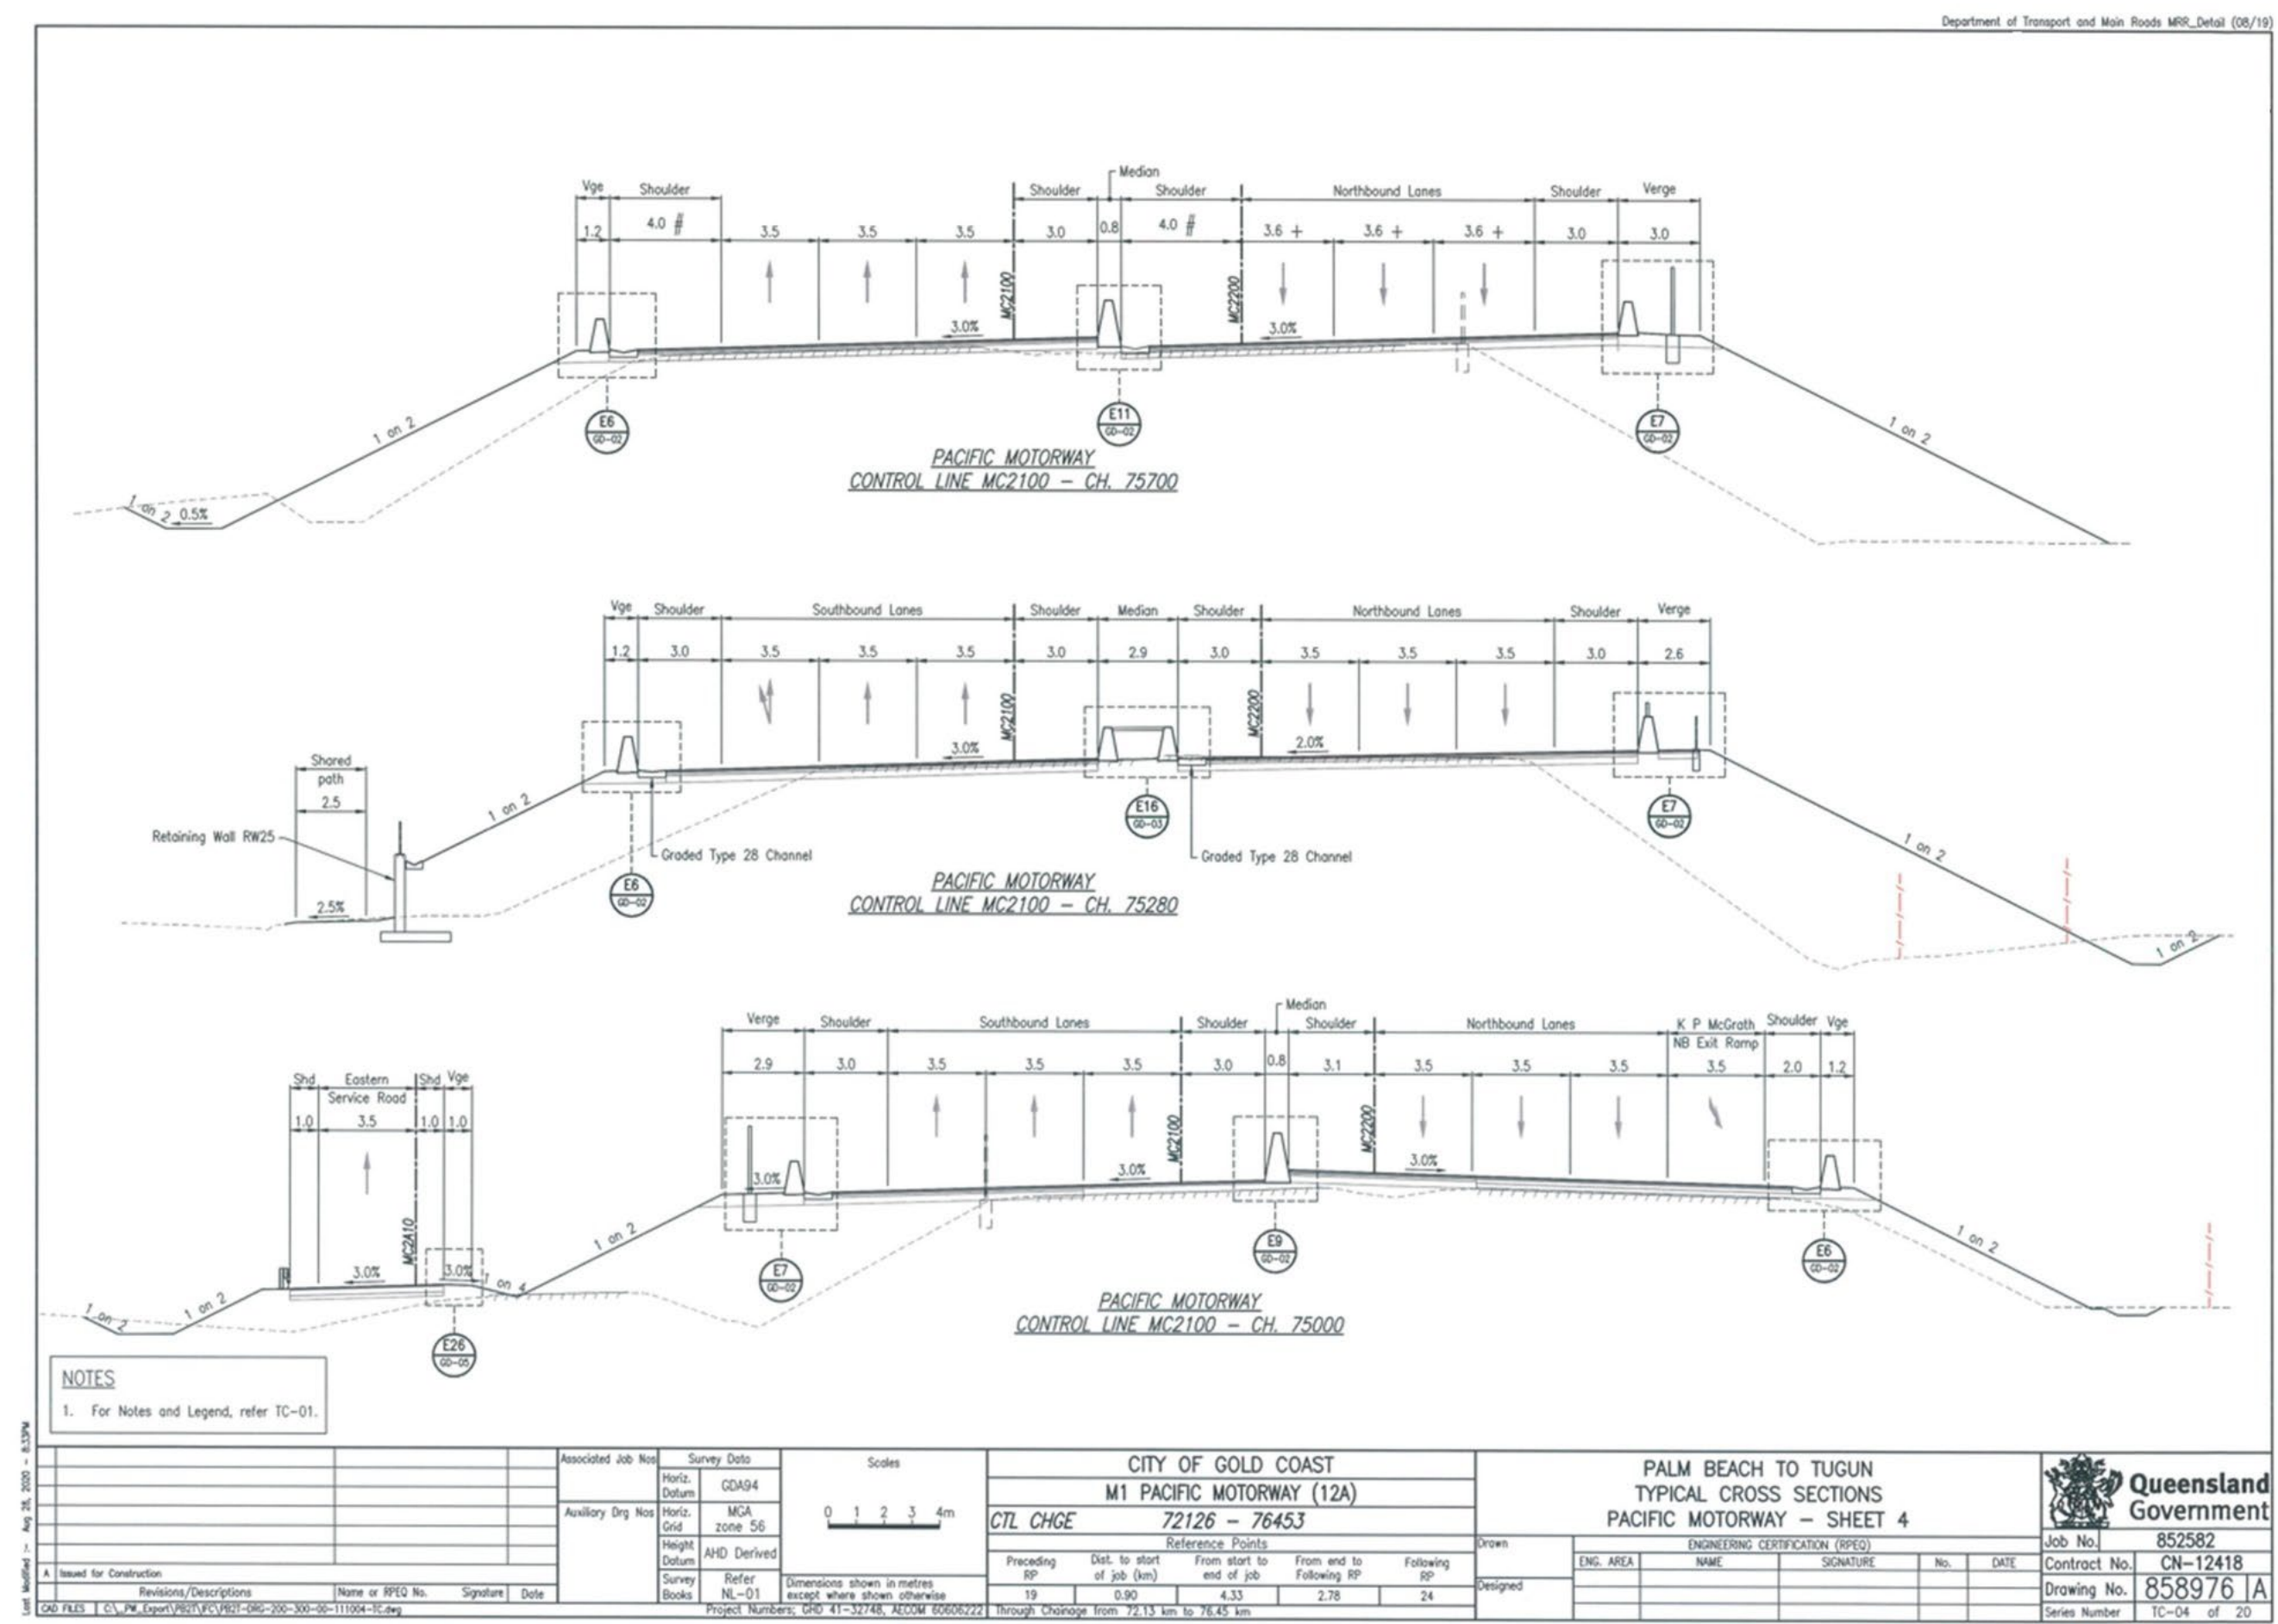 Department of Transport and Main Roads MRR_Detail (08/19)
Median
Vge Shoulder Shoulder Shoulder Northbound Lanes Shoulder Verge
1.2 4.0 # 3.5 3.5 3.5 3.0 0.8 4.0 # 3.6 + 3.6 + 3.6 + 3.0 3.0
MC2100 MC2200
3.0% 3.0%
E6 E11 E7
GD-02 GD-02 GD-02
1 on 2 1 on 2
PACIFIC MOTORWAY
CONTROL LINE MC2100 - CH. 75700
1 on 2 0.5%
Vge Shoulder Southbound Lanes Shoulder Median Shoulder Northbound Lanes Shoulder Verge
1.2 3.0 3.5 3.5 3.5 3.0 2.9 3.0 3.5 3.5 3.5 3.0 2.6
MC2100 MC2200
3.0% 2.0%
Shared
path
2.5
1 on 2
E16 E7
GD-03 GD-02
Retaining Wall RW25
Graded Type 28 Channel Graded Type 28 Channel
1 on 2
E6
GD-02
PACIFIC MOTORWAY
CONTROL LINE MC2100 - CH. 75280
2.5%
1 on 2
Median
Verge Shoulder Southbound Lanes Shoulder Shoulder Northbound Lanes K P McGrath Shoulder Vge
NB Exit Ramp
2.9 3.0 3.5 3.5 3.5 3.0 0.8 3.1 3.5 3.5 3.5 3.5 2.0 1.2
Shd Eastern Shd Vge
Service Road
1.0 3.5 1.0 1.0
MC2100 MC2200
3.0% 3.0% 3.0%
MC2A10
1 on 2 1 on 2
E7 E9 E6
GD-02 GD-02 GD-02
3.0% 3.0% 1 on 4
1 on 2 1 on 2
PACIFIC MOTORWAY
CONTROL LINE MC2100 - CH. 75000
E26
GD-05
NOTES
1. For Notes and Legend, refer TC-01.
Last Modified :- Aug 28, 2020 - 8:33PM
A Issued for Construction
Revisions/Descriptions Name or RPEQ No. Signature Date
CAD FILES C:\_PW_Export\PB2T\IFC\PB2T-DRG-200-300-00-111004-TC.dwg
Associated Job Nos
Auxiliary Drg Nos
Survey Data
Horiz. Datum GDA94
Horiz. Grid MGA zone 56
Height Datum AHD Derived
Survey Books Refer NL-01
Scales
0 1 2 3 4m
Dimensions shown in metres
except where shown otherwise
Project Numbers; GHD 41-32748, AECOM 60606222
CITY OF GOLD COAST
M1 PACIFIC MOTORWAY (12A)
CTL CHGE 72126 - 76453
Reference Points
Preceding RP Dist. to start of job (km) From start to end of job From end to Following RP Following RP
19 0.90 4.33 2.78 24
Through Chainage from 72.13 km to 76.45 km
PALM BEACH TO TUGUN
TYPICAL CROSS SECTIONS
PACIFIC MOTORWAY - SHEET 4
Drawn
Designed
ENGINEERING CERTIFICATION (RPEQ)
ENG. AREA NAME SIGNATURE No. DATE
Queensland
Government
Job No. 852582
Contract No. CN-12418
Drawing No. 858976 A
Series Number TC-04 of 20